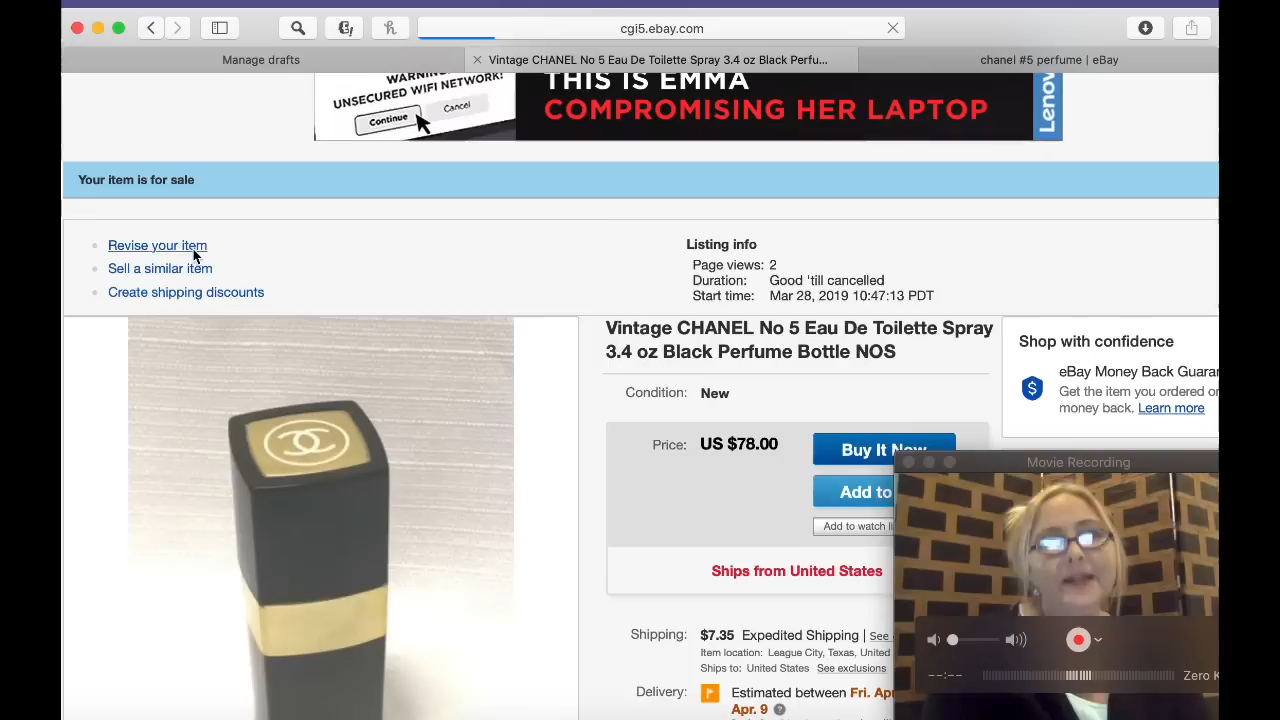 cgi5.ebay.com
Manage drafts
Vintage CHANEL No 5 Eau De Toilette Spray 3.4 oz Black Perfu...
chanel #5 perfume | eBay
WARNING
UNSECURED WIFI NETWORK!
Continue
Cancel
THIS IS EMMA
COMPROMISING HER LAPTOP
Lenov
Your item is for sale
Revise your item
Sell a similar item
Create shipping discounts
Listing info
Page views: 2
Duration: Good 'till cancelled
Start time: Mar 28, 2019 10:47:13 PDT
Vintage CHANEL No 5 Eau De Toilette Spray
3.4 oz Black Perfume Bottle NOS
Condition: New
Price: US $78.00
Buy It Now
Add to
Add to watch li
Ships from United States
Shipping: $7.35 Expedited Shipping | See
Item location: League City, Texas, United
Ships to: United States See exclusions
Delivery: Estimated between Fri. Apr
Apr. 9
Shop with confidence
eBay Money Back Guarar
Get the item you ordered or
money back. Learn more
Movie Recording
--:--
Zero K